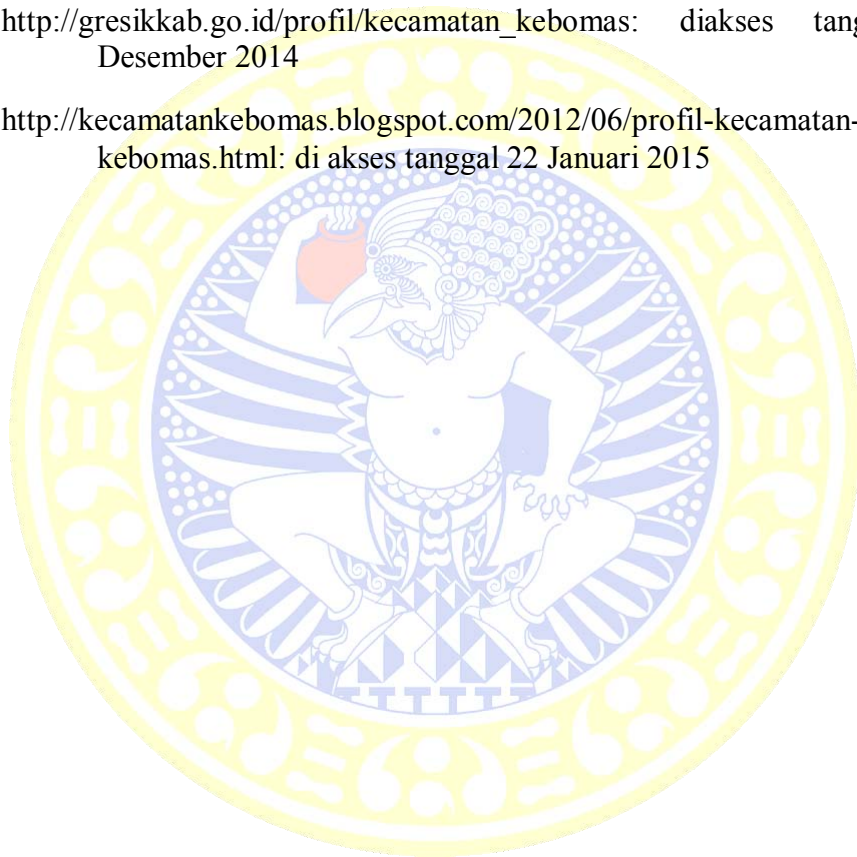 http://gresikkab.go.id/profil/kecamatan_kebomas: diakses
Desember 2014
http://kecamatankebomas.blogspot.com/2012/06/profil-kecamatan-
kebomas.html: di akses tanggal 22 Januari 2015